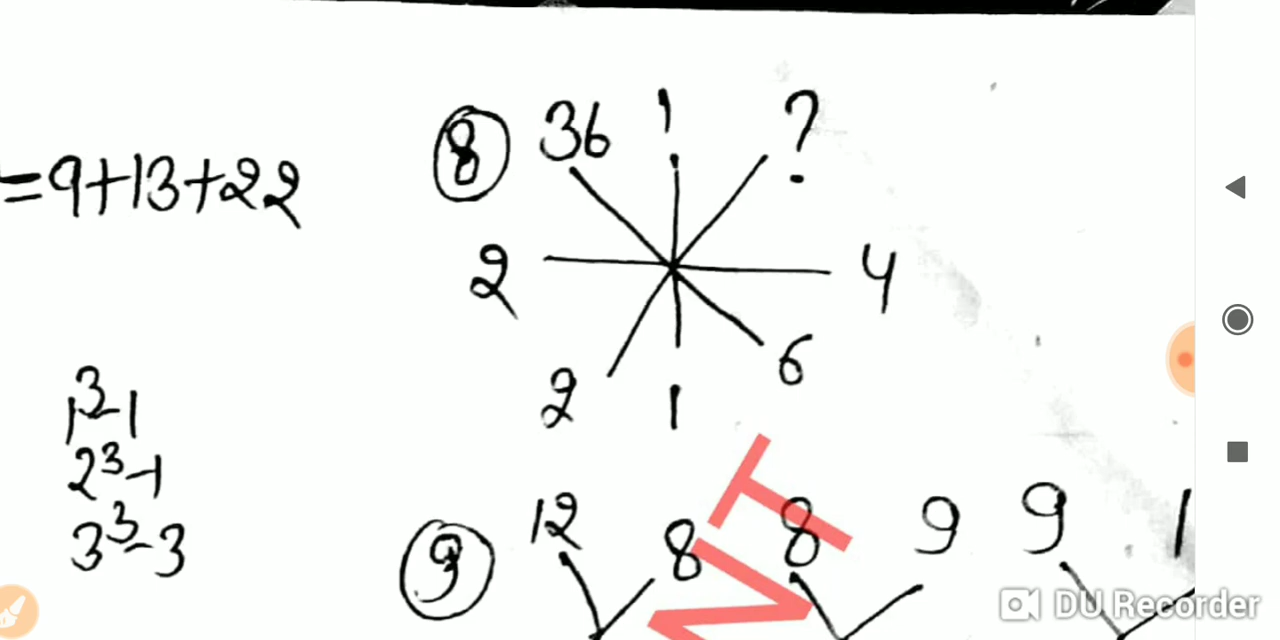 =9+13+22
8 36 1 ?
2 4
2 1 6
1³-1
2³-1
3³-3
9 12 8 8 9 9 1
NT
DU Recorder